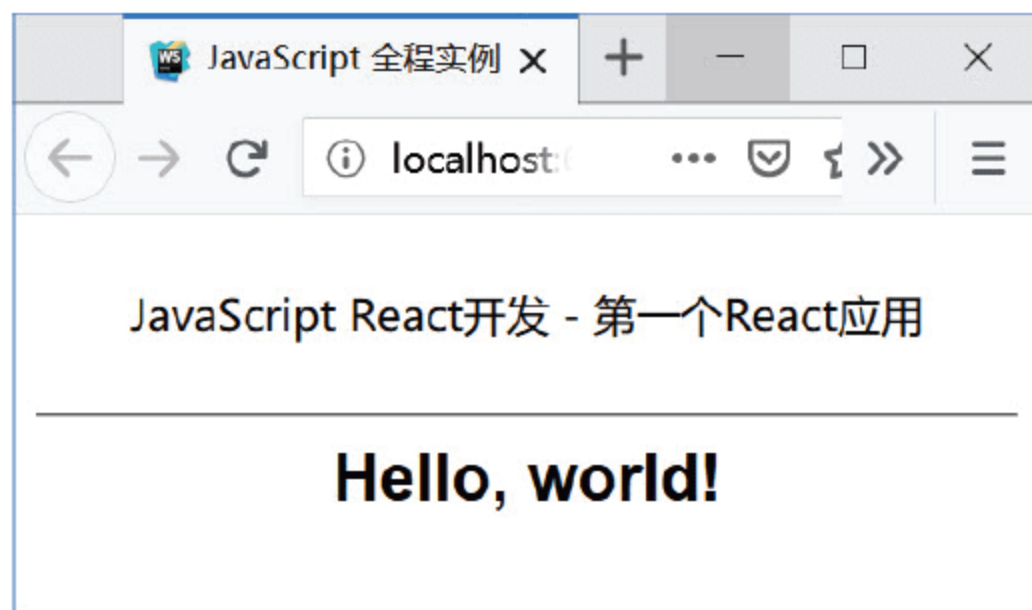 WS JavaScript 全程实例
localhost:
JavaScript React开发 - 第一个React应用
Hello, world!